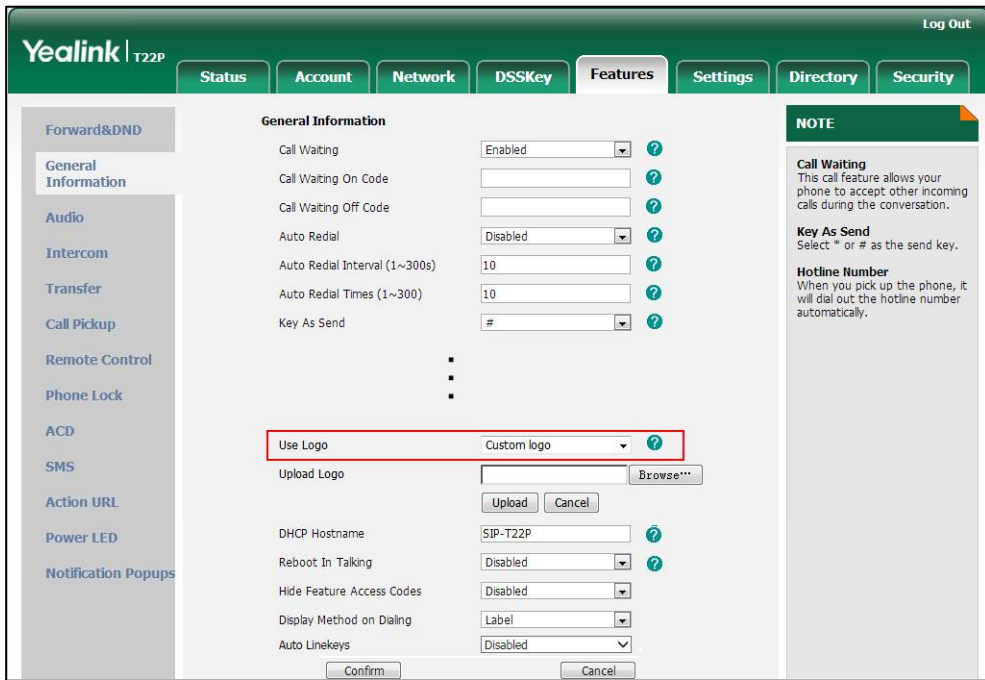 Log Out
Yealink | T22P
Status Account Network DSSKey Features Settings Directory Security
Forward&DND
General
Information
Audio
Intercom
Transfer
Call Pickup
Remote Control
Phone Lock
ACD
SMS
Action URL
Power LED
Notification Popups
General Information
Call Waiting Enabled ?
Call Waiting On Code ?
Call Waiting Off Code ?
Auto Redial Disabled ?
Auto Redial Interval (1~300s) 10 ?
Auto Redial Times (1~300) 10 ?
Key As Send # ?
Use Logo Custom logo ?
Upload Logo Browse...
Upload Cancel
DHCP Hostname SIP-T22P ?
Reboot In Talking Disabled ?
Hide Feature Access Codes Disabled
Display Method on Dialing Label
Auto Linekeys Disabled
Confirm Cancel
NOTE
Call Waiting
This call feature allows your
phone to accept other incoming
calls during the conversation.
Key As Send
Select * or # as the send key.
Hotline Number
When you pick up the phone, it
will dial out the hotline number
automatically.